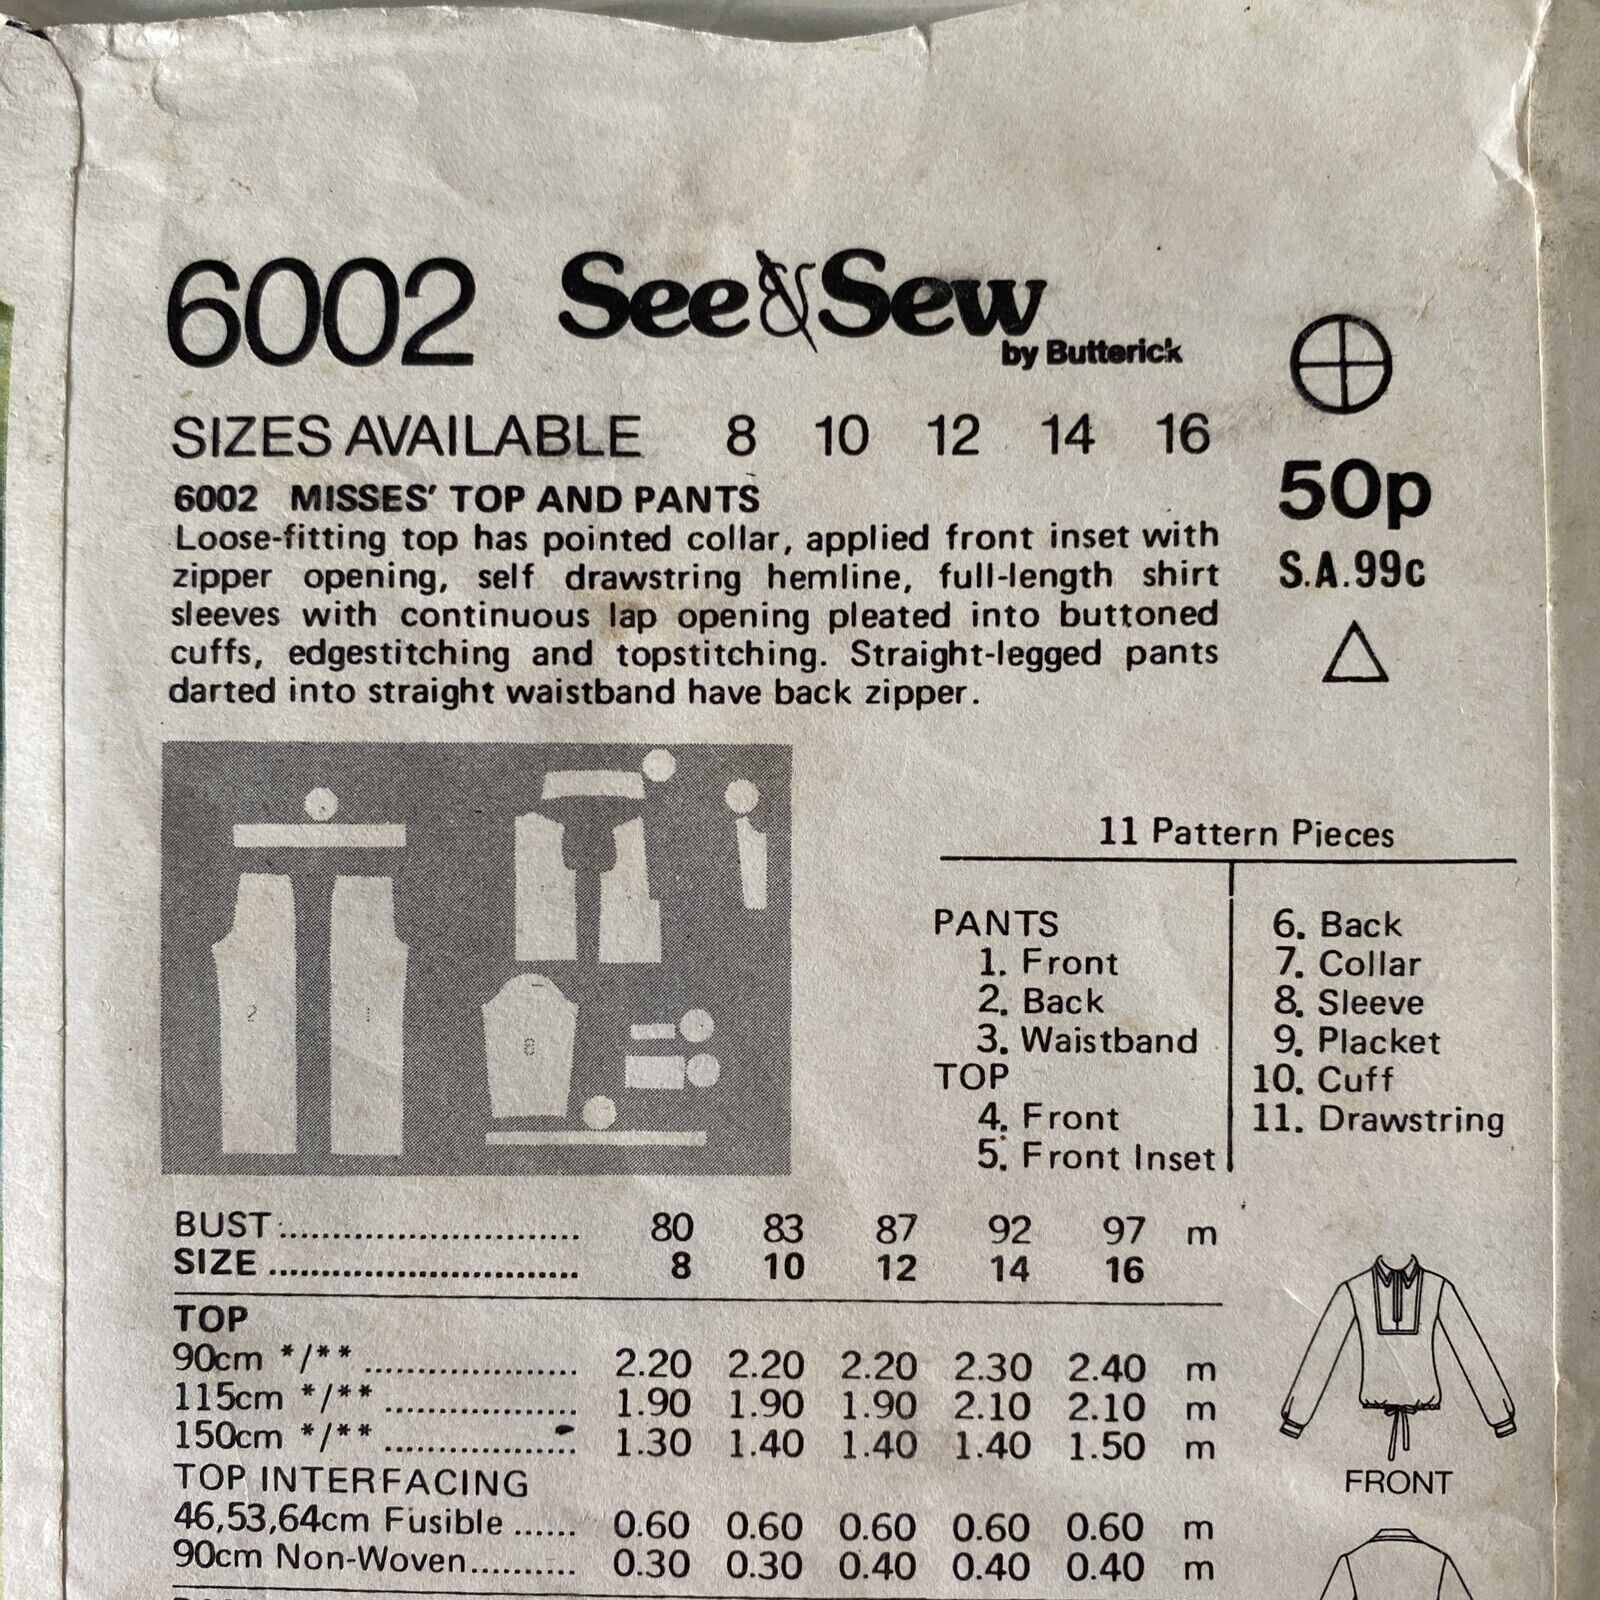 6002 See & Sew
by Butterick
SIZES AVAILABLE 8 10 12 14 16
50p
S.A.99c
6002 MISSES' TOP AND PANTS
Loose-fitting top has pointed collar, applied front inset with
zipper opening, self drawstring hemline, full-length shirt
sleeves with continuous lap opening pleated into buttoned
cuffs, edgestitching and topstitching. Straight-legged pants
darted into straight waistband have back zipper.
2
1
8
11 Pattern Pieces
PANTS
1. Front
2. Back
3. Waistband
TOP
4. Front
5. Front Inset
6. Back
7. Collar
8. Sleeve
9. Placket
10. Cuff
11. Drawstring
BUST.............................. 80 83 87 92 97 m
SIZE ............................... 8 10 12 14 16
TOP
90cm */** ..................... 2.20 2.20 2.20 2.30 2.40 m
115cm */** ................... 1.90 1.90 1.90 2.10 2.10 m
150cm */** ................... 1.30 1.40 1.40 1.40 1.50 m
TOP INTERFACING
46,53,64cm Fusible ...... 0.60 0.60 0.60 0.60 0.60 m
90cm Non-Woven.......... 0.30 0.30 0.40 0.40 0.40 m
FRONT